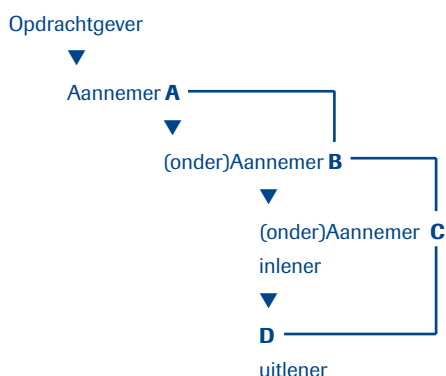 Opdrachtgever
▼
Aannemer A
▼
(onder)Aannemer B
▼
(onder)Aannemer C
inlener
▼
D
uitlener